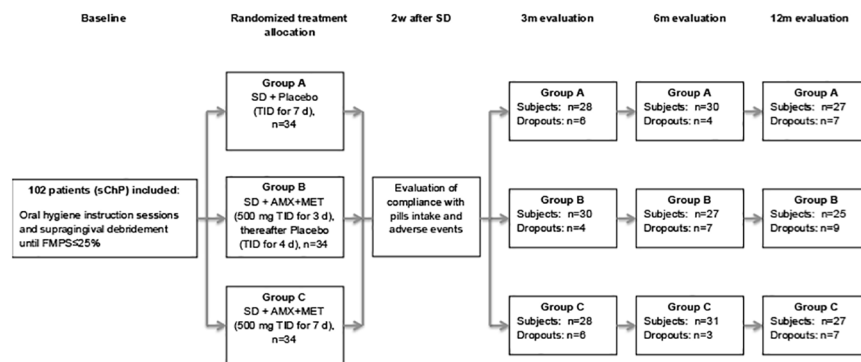 Baseline
Randomized treatment
allocation
2w after SD
3m evaluation
6m evaluation
12m evaluation
102 patients (sChP) included:
Oral hygiene instruction sessions
and supragingival debridement
until FMPS≤25%
Group A
SD + Placebo
(TID for 7 d),
n=34
Group B
SD + AMX+MET
(500 mg TID for 3 d),
thereafter Placebo
(TID for 4 d), n=34
Group C
SD + AMX+MET
(500 mg TID for 7 d),
n=34
Evaluation of
compliance with
pills intake and
adverse events
Group A
Subjects: n=28
Dropouts: n=6
Group A
Subjects: n=30
Dropouts: n=4
Group A
Subjects: n=27
Dropouts: n=7
Group B
Subjects: n=30
Dropouts: n=4
Group B
Subjects: n=27
Dropouts: n=7
Group B
Subjects: n=25
Dropouts: n=9
Group C
Subjects: n=28
Dropouts: n=6
Group C
Subjects: n=31
Dropouts: n=3
Group C
Subjects: n=27
Dropouts: n=7